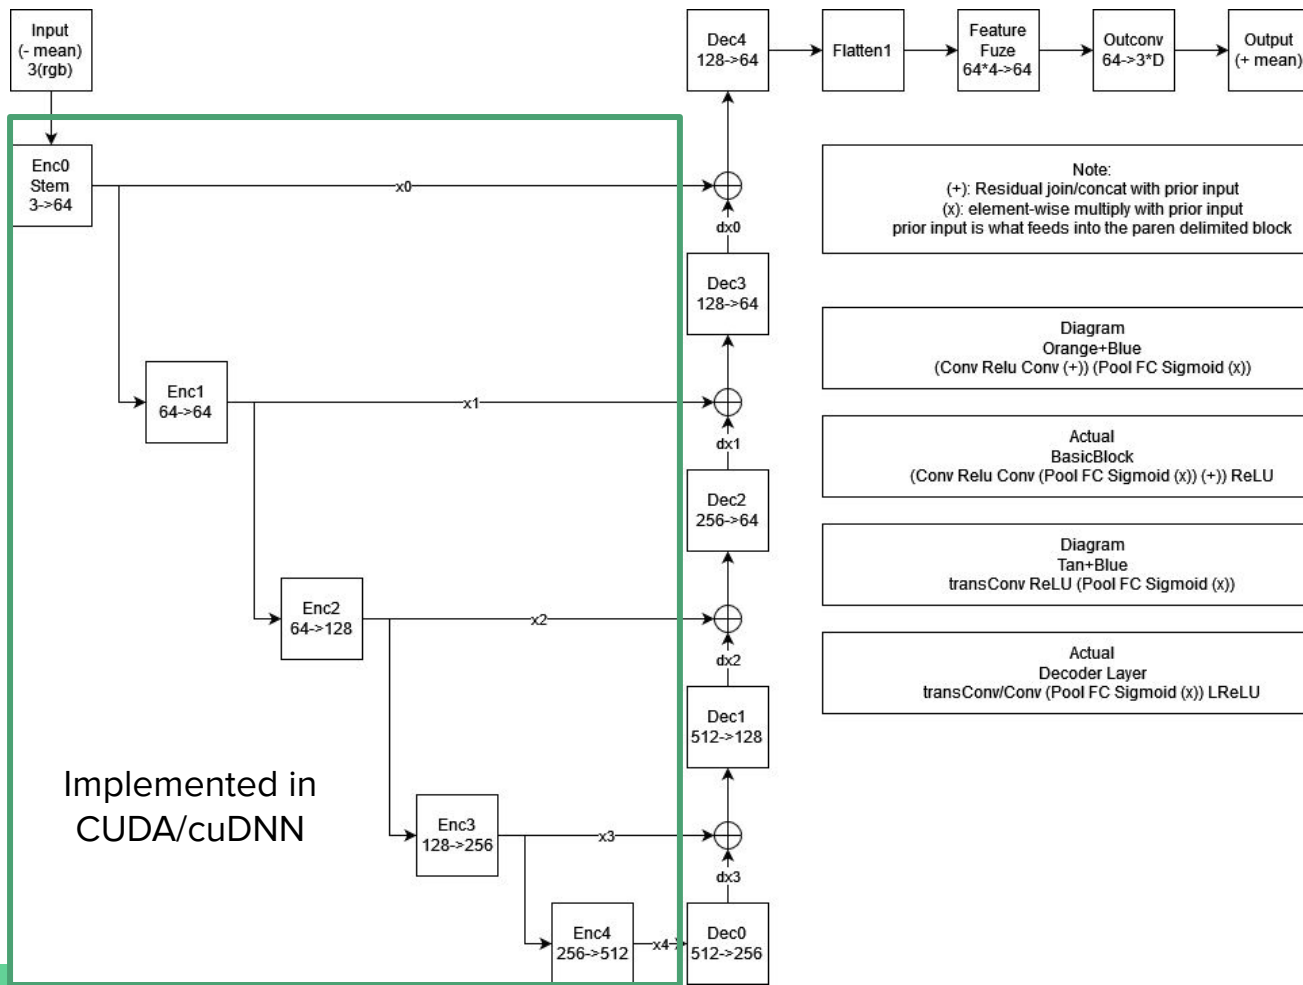 Input
(- mean)
3(rgb)
Dec4
128->64
Flatten1
Feature
Fuze
64*4->64
Outconv
64->3*D
Output
(+ mean)
Enc0
Stem
3->64
x0
dx0
Note:
(+): Residual join/concat with prior input
(x): element-wise multiply with prior input
prior input is what feeds into the paren delimited block
Dec3
128->64
Diagram
Orange+Blue
(Conv Relu Conv (+)) (Pool FC Sigmoid (x))
Enc1
64->64
x1
dx1
Actual
BasicBlock
(Conv Relu Conv (Pool FC Sigmoid (x)) (+)) ReLU
Dec2
256->64
Diagram
Tan+Blue
transConv ReLU (Pool FC Sigmoid (x))
Enc2
64->128
x2
dx2
Actual
Decoder Layer
transConv/Conv (Pool FC Sigmoid (x)) LReLU
Dec1
512->128
Implemented in
CUDA/cuDNN
Enc3
128->256
x3
dx3
Enc4
256->512
x4
Dec0
512->256